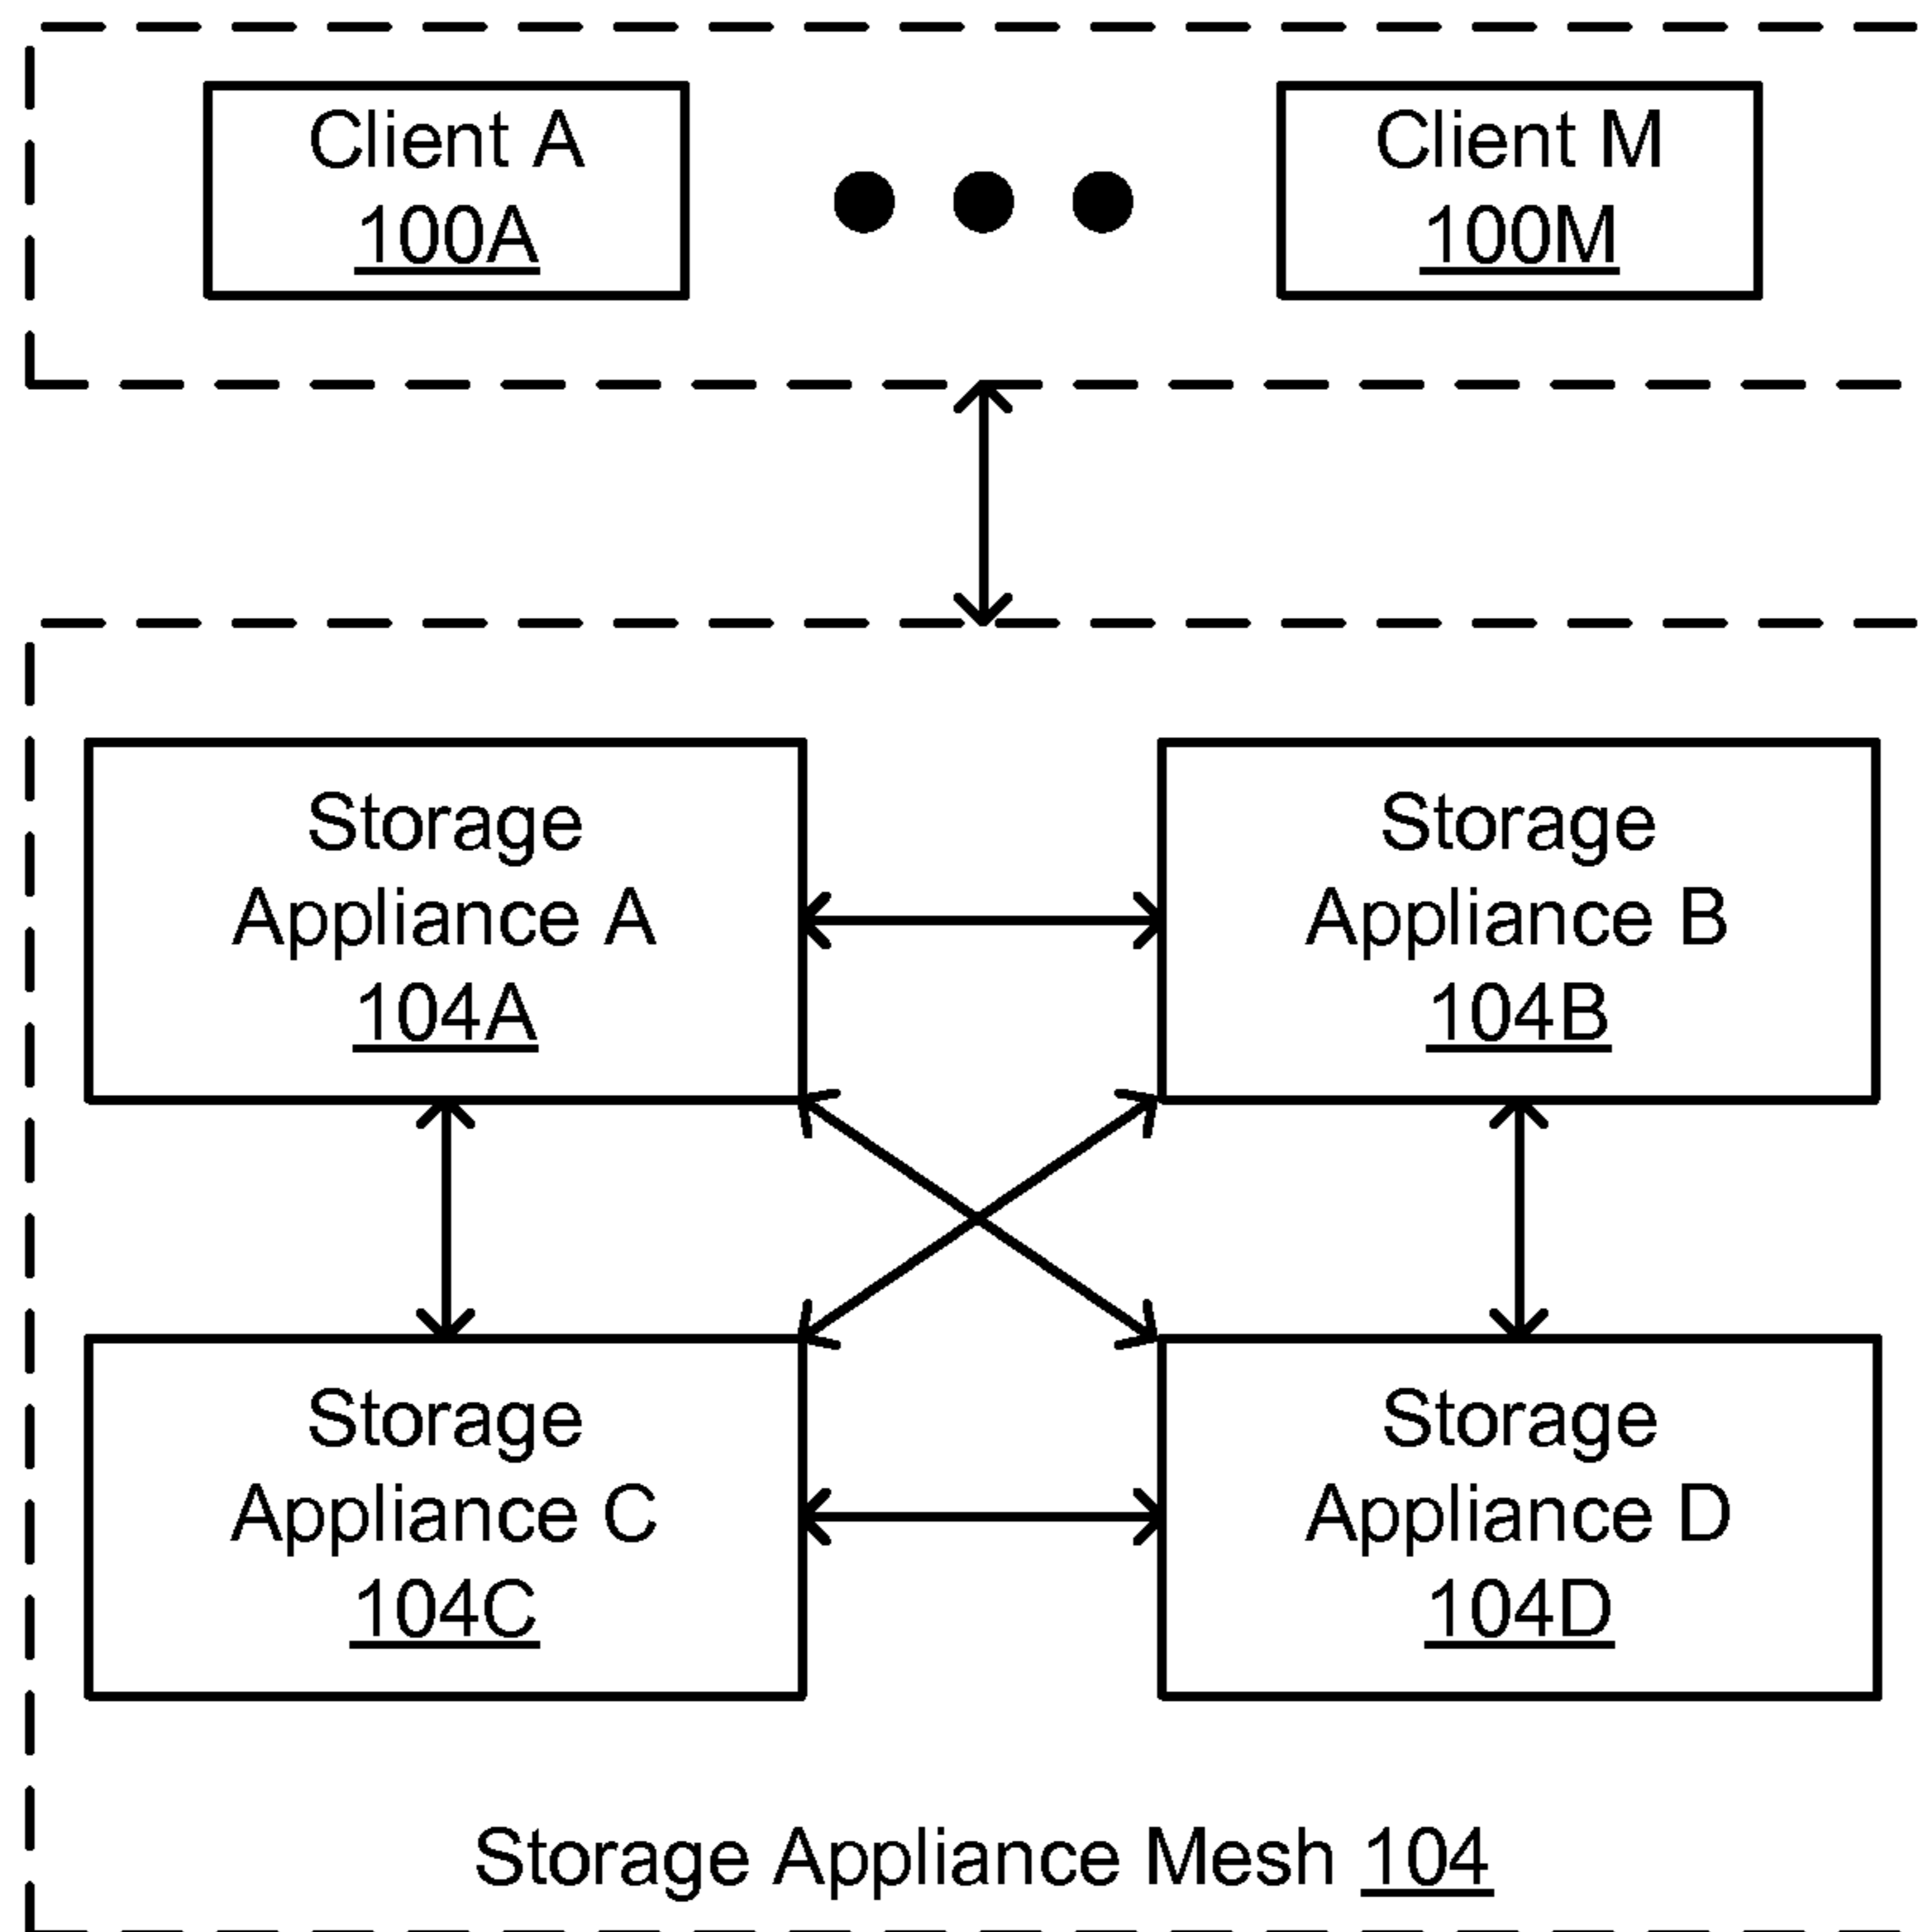 Client A
100A
Client M
100M
Storage
Appliance A
104A
Storage
Appliance B
104B
Storage
Appliance C
104C
Storage
Appliance D
104D
Storage Appliance Mesh 104